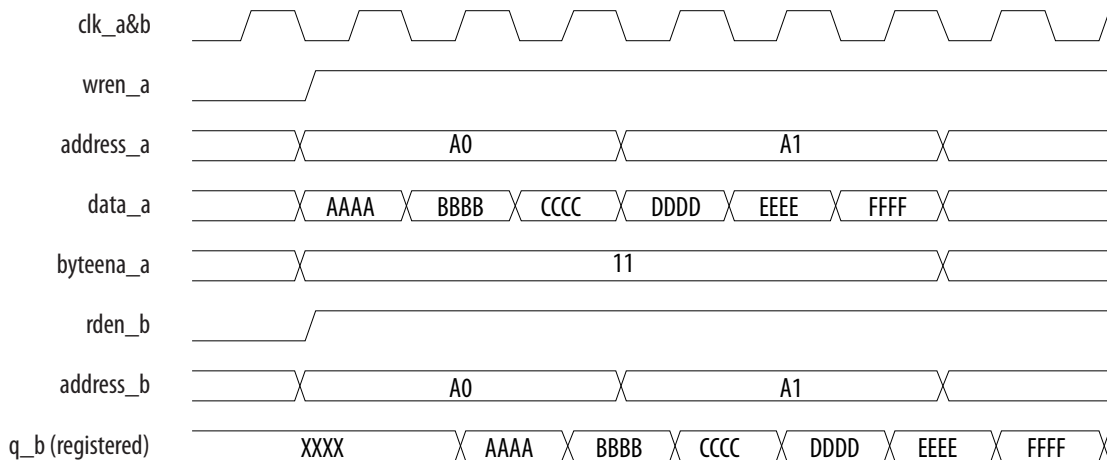 clk_a&b
wren_a
address_a A0 A1
data_a AAAA BBBB CCCC DDDD EEEE FFFF
byteena_a 11
rden_b
address_b A0 A1
q_b (registered) XXXX AAAA BBBB CCCC DDDD EEEE FFFF